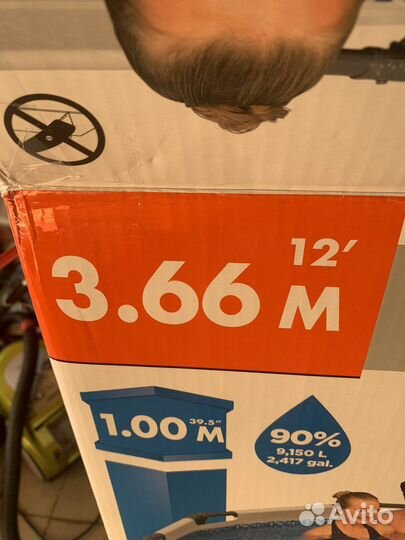 12'
3.66 M
39.5"
1.00 M
90%
9,150 L
2,417 gal.
Avito